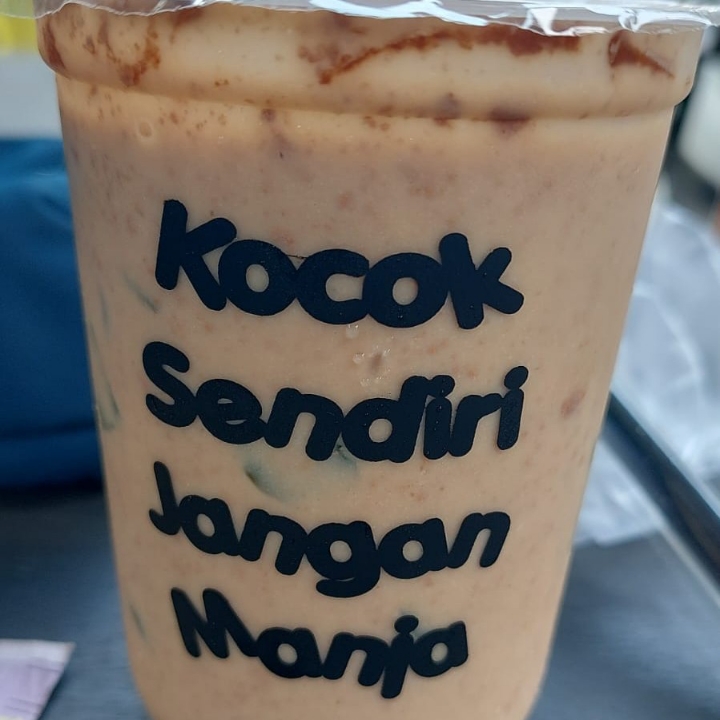 Kocok
Sendiri
Jangan
Manja